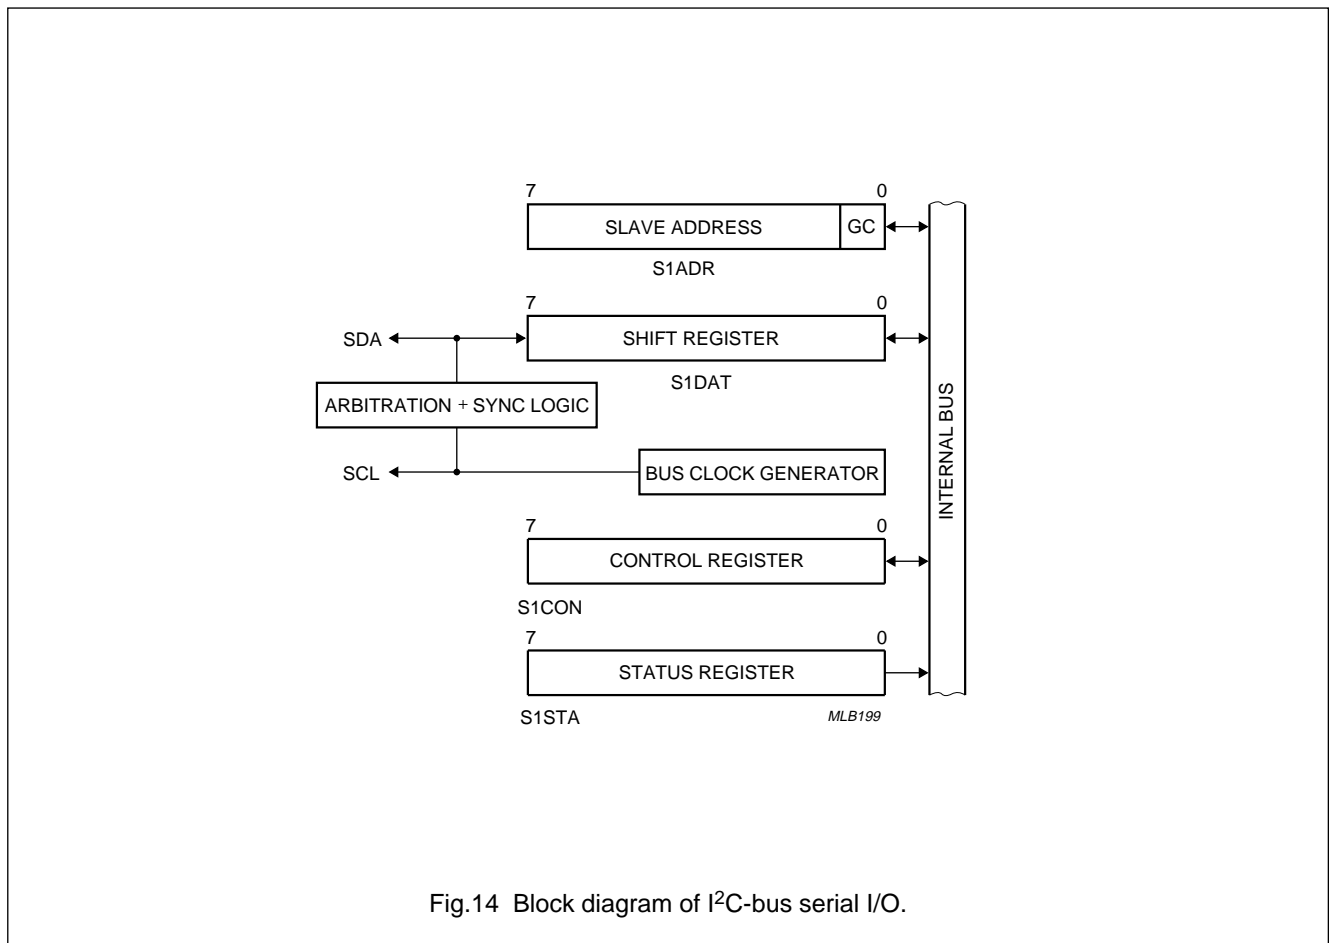 7 0
SLAVE ADDRESS GC
S1ADR
7 0
SDA SHIFT REGISTER
S1DAT
ARBITRATION + SYNC LOGIC
SCL BUS CLOCK GENERATOR
INTERNAL BUS
7 0
CONTROL REGISTER
S1CON
7 0
STATUS REGISTER
S1STA MLB199
Fig.14 Block diagram of I²C-bus serial I/O.